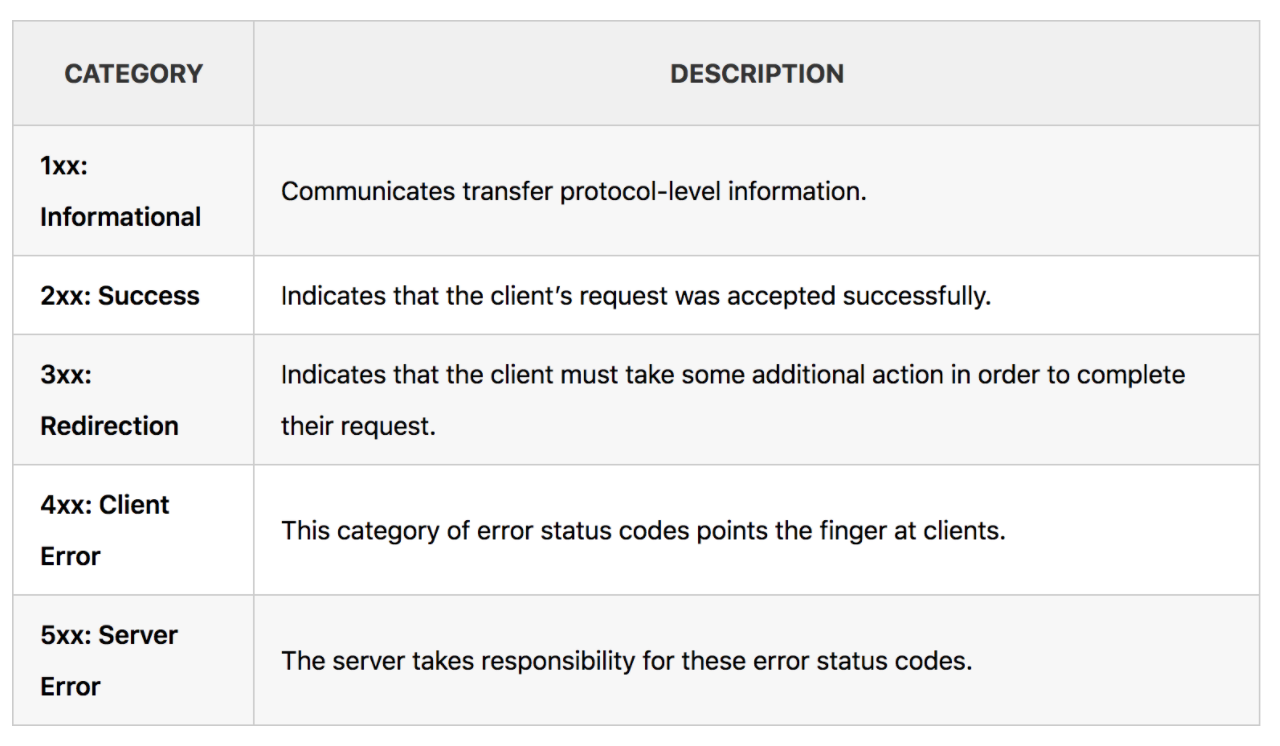 CATEGORY DESCRIPTION
1xx:
Informational
Communicates transfer protocol-level information.
2xx: Success
Indicates that the client’s request was accepted successfully.
3xx:
Redirection
Indicates that the client must take some additional action in order to complete
their request.
4xx: Client
Error
This category of error status codes points the finger at clients.
5xx: Server
Error
The server takes responsibility for these error status codes.